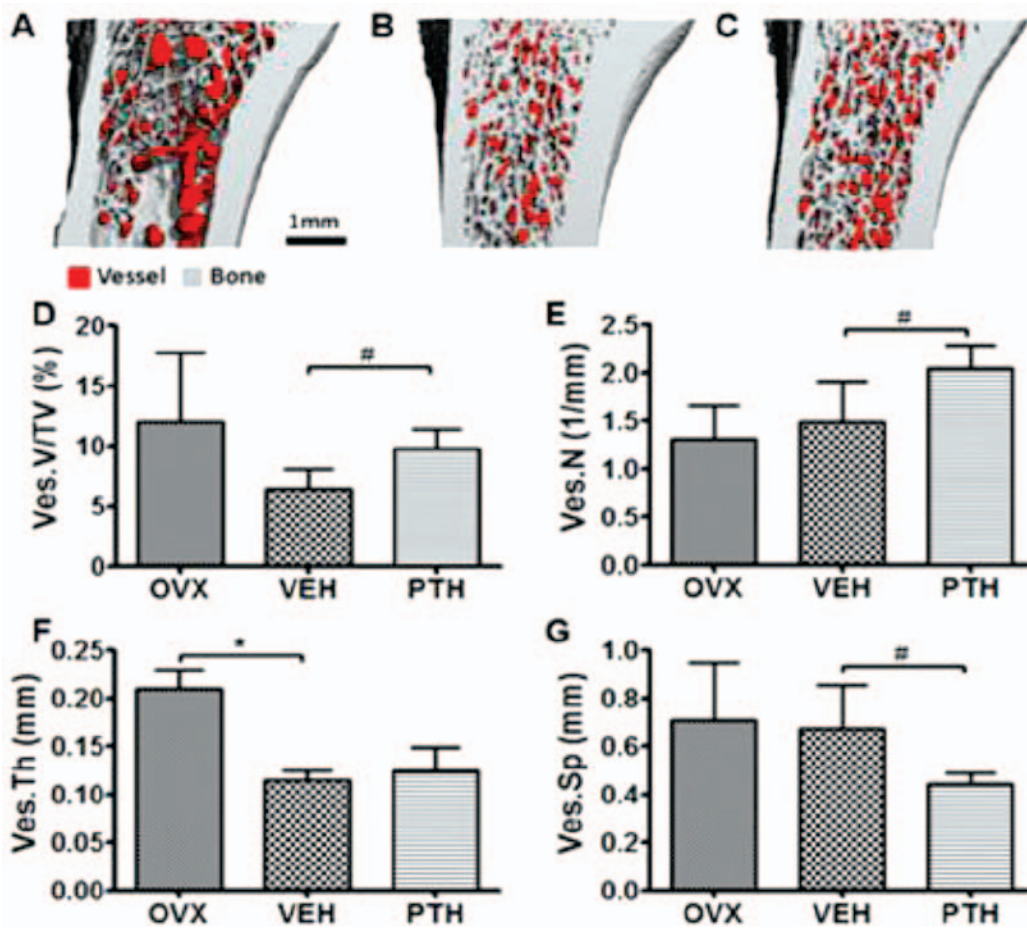 A B C
1mm
Vessel Bone
D
Ves.V/TV (%)
20
15
10
5
0
#
OVX VEH PTH
E
Ves.N (1/mm)
2.5
2.0
1.5
1.0
0.5
0.0
#
OVX VEH PTH
F
Ves.Th (mm)
0.25
0.20
0.15
0.10
0.05
0.00
*
OVX VEH PTH
G
Ves.Sp (mm)
1.0
0.8
0.6
0.4
0.2
0.0
#
OVX VEH PTH